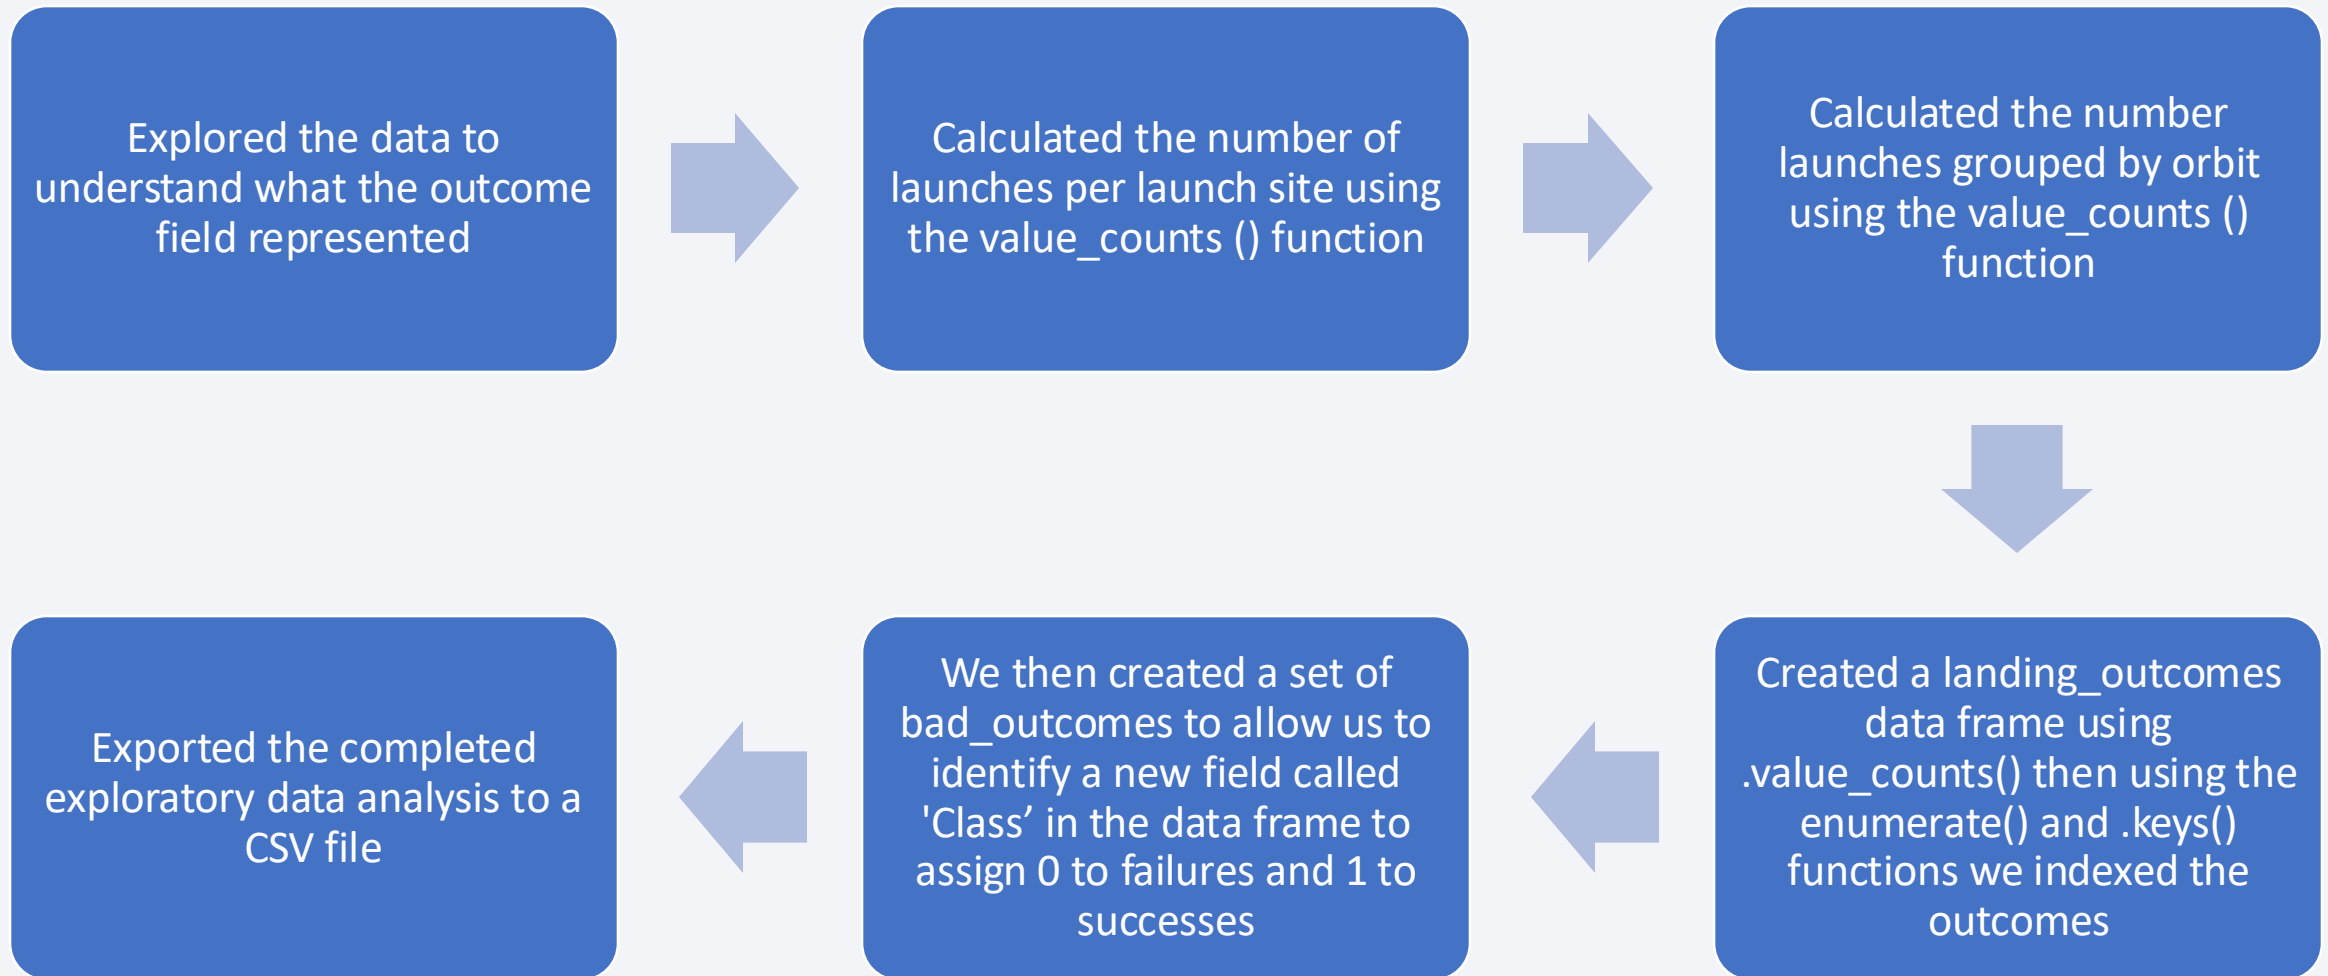 Explored the data to
understand what the outcome
field represented
Calculated the number of
launches per launch site using
the value_counts () function
Calculated the number
launches grouped by orbit
using the value_counts ()
function
Created a landing_outcomes
data frame using
.value_counts() then using the
enumerate() and .keys()
functions we indexed the
outcomes
We then created a set of
bad_outcomes to allow us to
identify a new field called
'Class’ in the data frame to
assign 0 to failures and 1 to
successes
Exported the completed
exploratory data analysis to a
CSV file